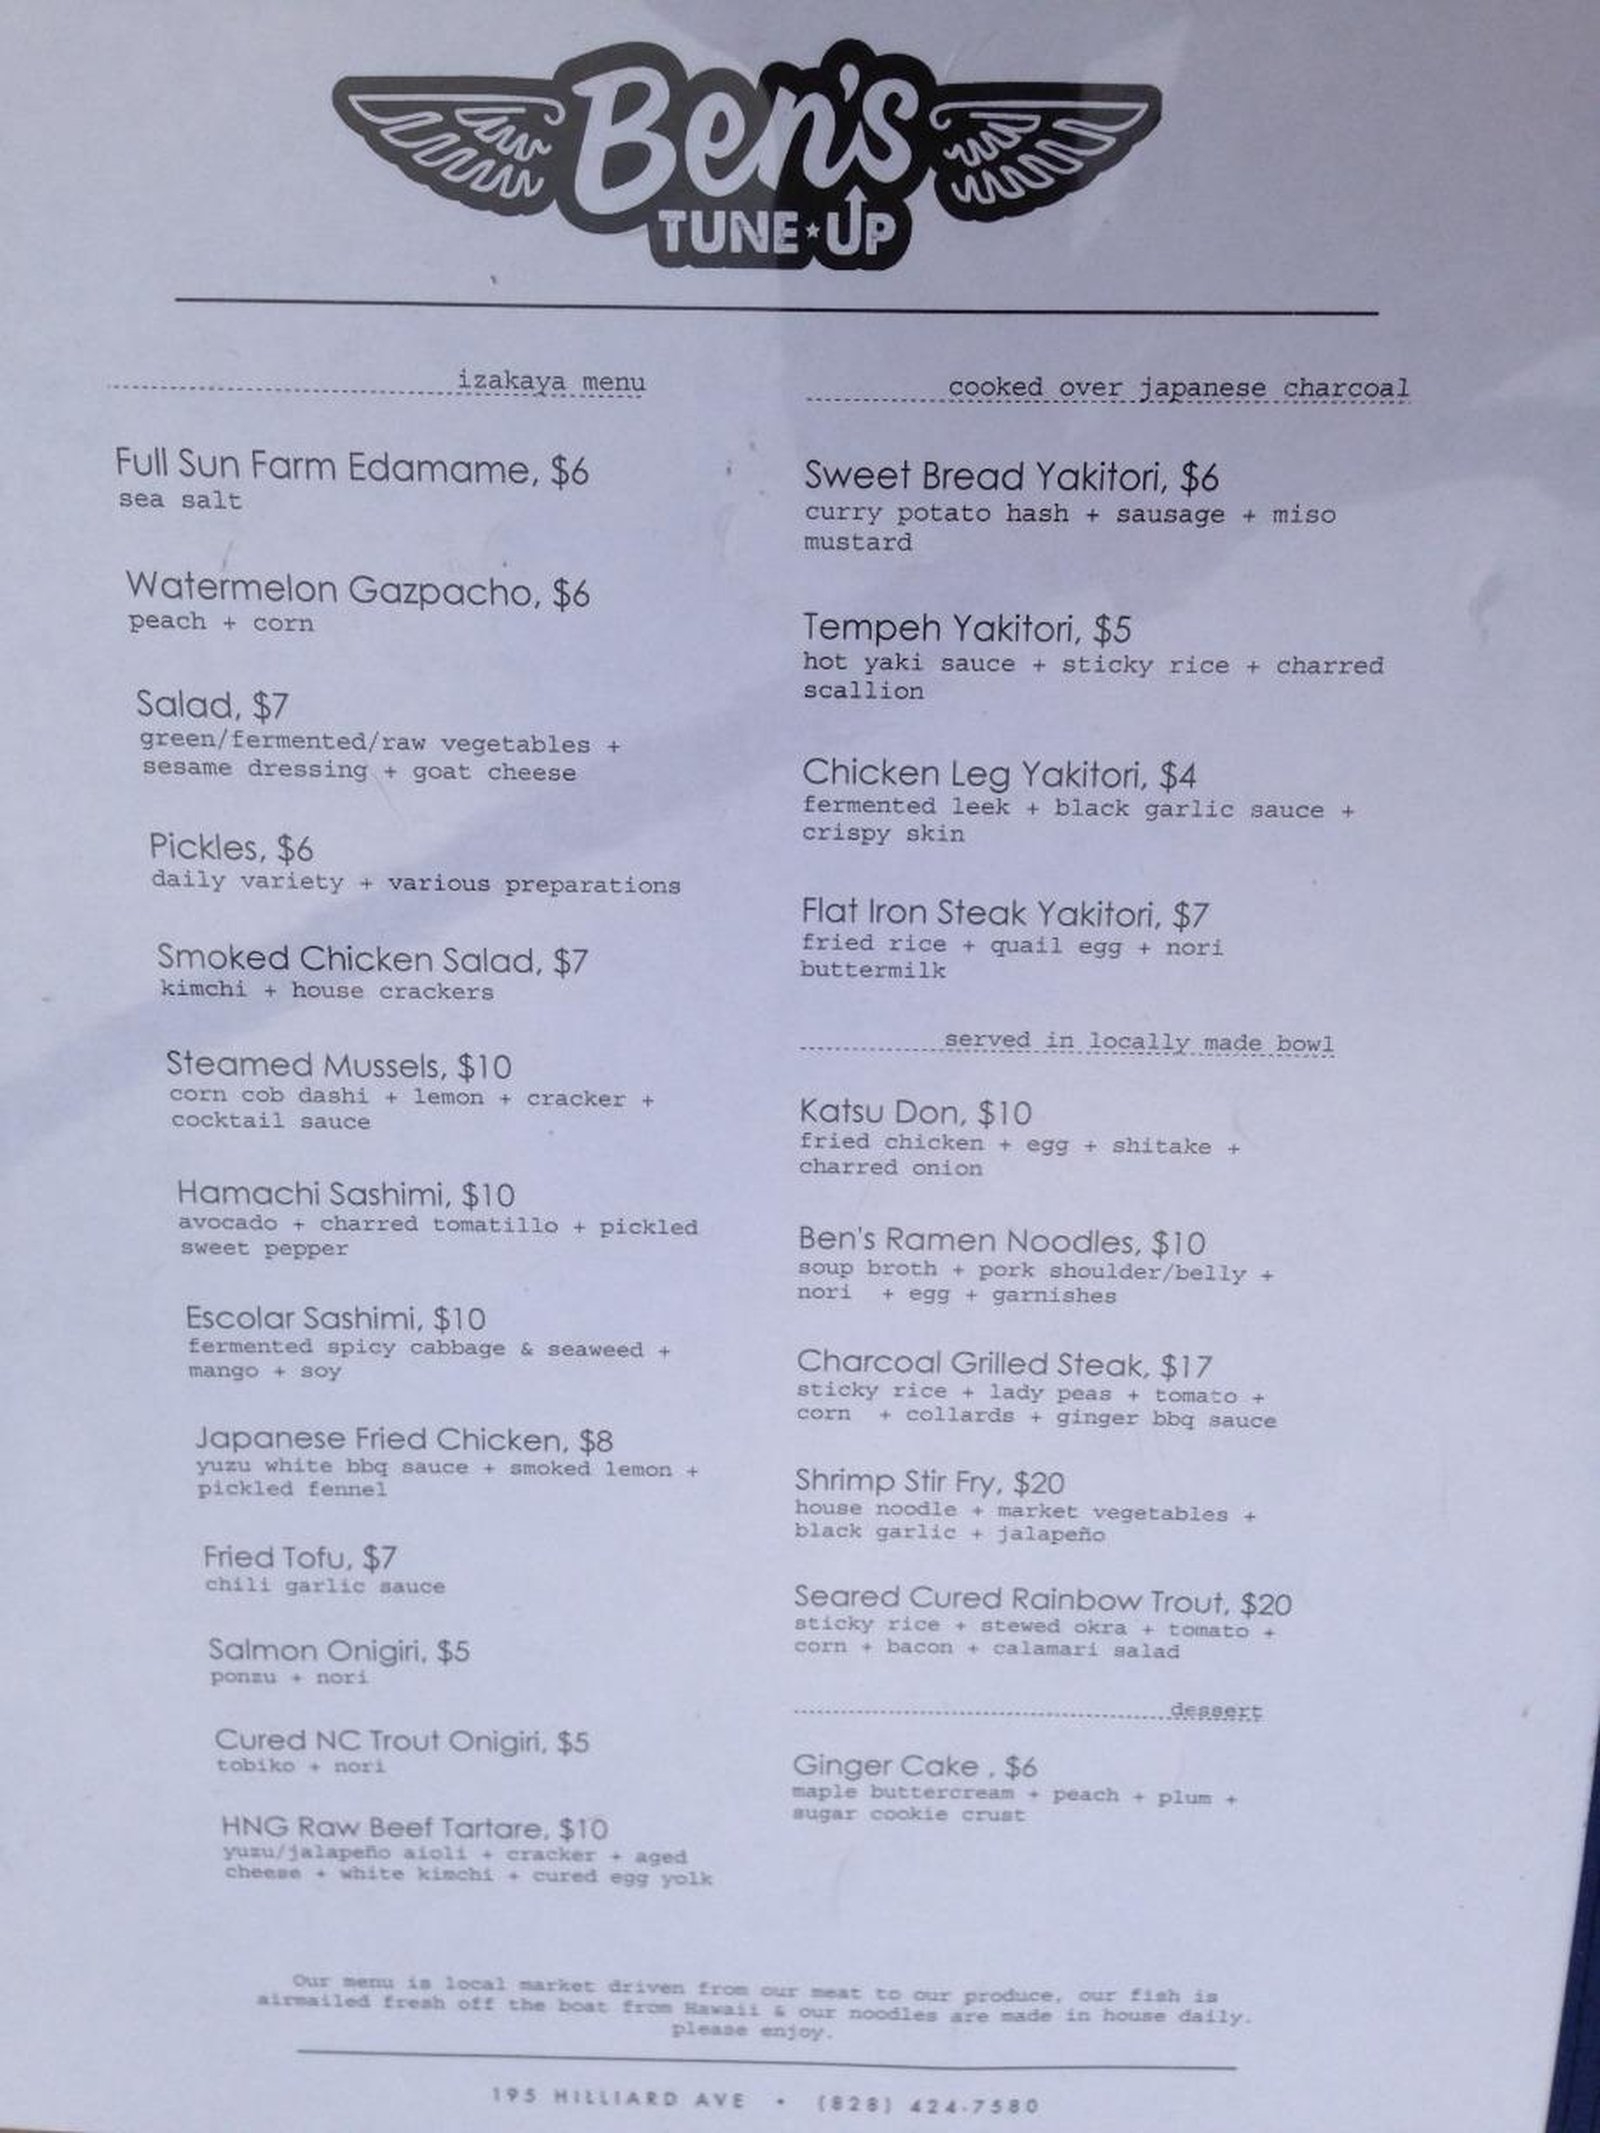 Ben's
TUNE★UP
izakaya menu
Full Sun Farm Edamame, $6
sea salt
Watermelon Gazpacho, $6
peach + corn
Salad, $7
green/fermented/raw vegetables +
sesame dressing + goat cheese
Pickles, $6
daily variety + various preparations
Smoked Chicken Salad, $7
kimchi + house crackers
Steamed Mussels, $10
corn cob dashi + lemon + cracker +
cocktail sauce
Hamachi Sashimi, $10
avocado + charred tomatillo + pickled
sweet pepper
Escolar Sashimi, $10
fermented spicy cabbage & seaweed +
mango + soy
Japanese Fried Chicken, $8
yuzu white bbq sauce + smoked lemon +
pickled fennel
Fried Tofu, $7
chili garlic sauce
Salmon Onigiri, $5
ponzu + nori
Cured NC Trout Onigiri, $5
tobiko + nori
HNG Raw Beef Tartare, $10
yuzu/jalapeño aioli + cracker + aged
cheese + white kimchi + cured egg yolk
cooked over japanese charcoal
Sweet Bread Yakitori, $6
curry potato hash + sausage + miso
mustard
Tempeh Yakitori, $5
hot yaki sauce + sticky rice + charred
scallion
Chicken Leg Yakitori, $4
fermented leek + black garlic sauce +
crispy skin
Flat Iron Steak Yakitori, $7
fried rice + quail egg + nori
buttermilk
served in locally made bowl
Katsu Don, $10
fried chicken + egg + shitake +
charred onion
Ben's Ramen Noodles, $10
soup broth + pork shoulder/belly +
nori + egg + garnishes
Charcoal Grilled Steak, $17
sticky rice + lady peas + tomato +
corn + collards + ginger bbq sauce
Shrimp Stir Fry, $20
house noodle + market vegetables +
black garlic + jalapeño
Seared Cured Rainbow Trout, $20
sticky rice + stewed okra + tomato +
corn + bacon + calamari salad
dessert
Ginger Cake , $6
maple buttercream + peach + plum +
sugar cookie crust
Our menu is local market driven from our meat to our produce, our fish is
airmailed fresh off the boat from Hawaii & our noodles are made in house daily.
please enjoy.
195 HILLIARD AVE • (828) 424-7580